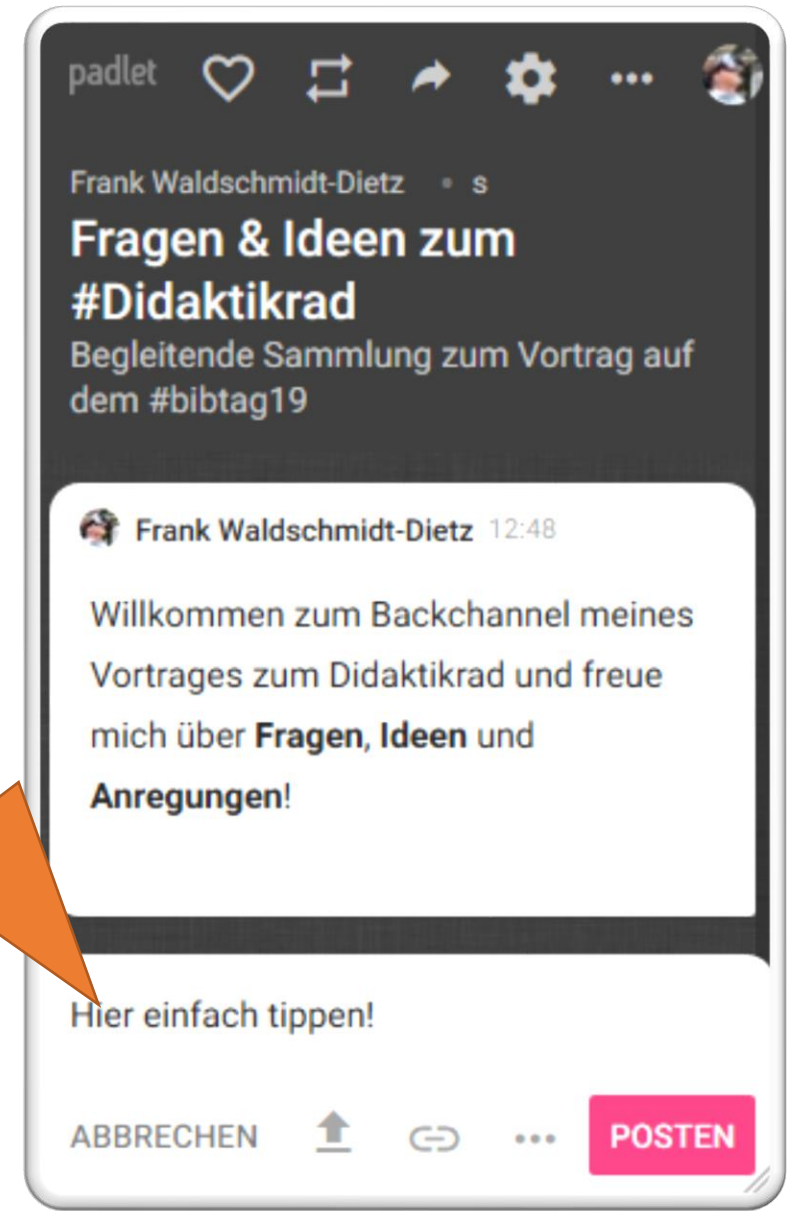 padlet
Frank Waldschmidt-Dietz • s
Fragen & Ideen zum
#Didaktikrad
Begleitende Sammlung zum Vortrag auf
dem #bibtag19
Frank Waldschmidt-Dietz 12:48
Willkommen zum Backchannel meines
Vortrages zum Didaktikrad und freue
mich über Fragen, Ideen und
Anregungen!
Hier einfach tippen!
ABBRECHEN POSTEN